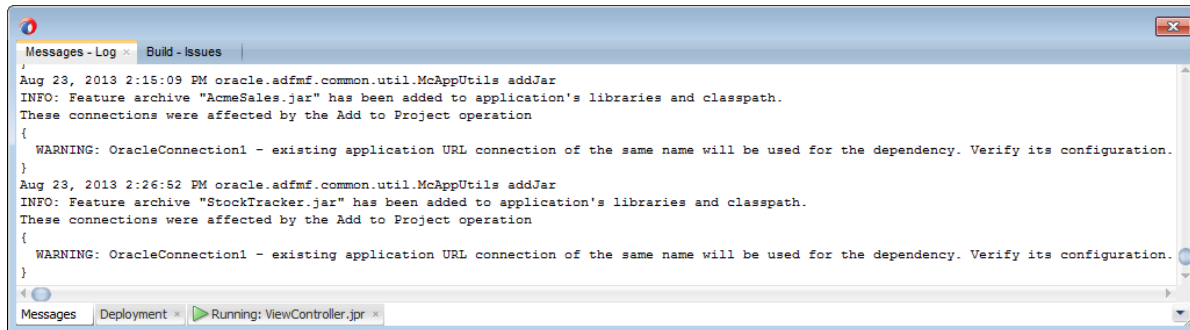 Messages - Log
Build - Issues
}
Aug 23, 2013 2:15:09 PM oracle.adfmf.common.util.McAppUtils addJar
INFO: Feature archive "AcmeSales.jar" has been added to application's libraries and classpath.
These connections were affected by the Add to Project operation
{
WARNING: OracleConnection1 - existing application URL connection of the same name will be used for the dependency. Verify its configuration.
}
Aug 23, 2013 2:26:52 PM oracle.adfmf.common.util.McAppUtils addJar
INFO: Feature archive "StockTracker.jar" has been added to application's libraries and classpath.
These connections were affected by the Add to Project operation
{
WARNING: OracleConnection1 - existing application URL connection of the same name will be used for the dependency. Verify its configuration.
}
Messages
Deployment
Running: ViewController.jpr